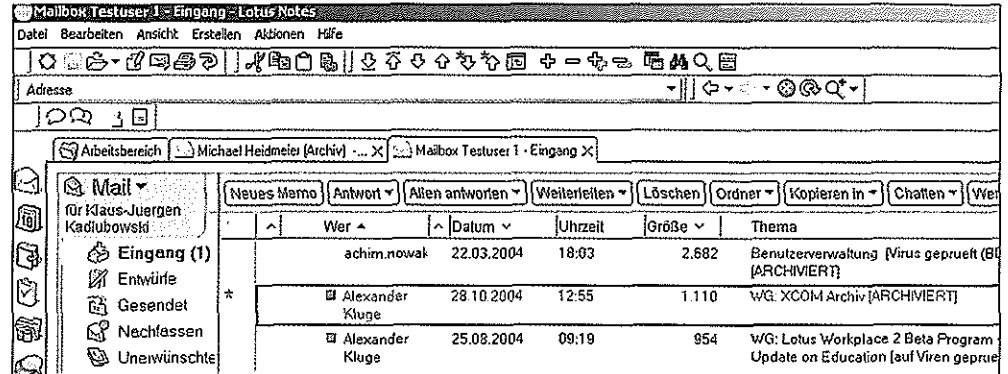 Mailbox Testuser 1 - Eingang - Lotus Notes
Datei Bearbeiten Ansicht Erstellen Aktionen Hilfe
Adresse
Arbeitsbereich Michael Heidmeier (Archiv) -... Mailbox Testuser 1 - Eingang
Mail
für Klaus-Juergen
Kadlubowski
Eingang (1)
Entwürfe
Gesendet
Nachfassen
Unerwünschte
Neues Memo Antwort Allen antworten Weiterleiten Löschen Ordner Kopieren in Chatten Wei
Wer Datum Uhrzeit Größe Thema
achim.nowak 22.03.2004 18:03 2.682 Benutzerverwaltung [Virus geprueft (BD
[ARCHIVIERT]
* Alexander 28.10.2004 12:55 1.110 WG: XCOM Archiv [ARCHIVIERT]
Kluge
Alexander 25.08.2004 09:19 954 WG: Lotus Workplace 2 Beta Program
Kluge Update on Education [auf Viren geprue